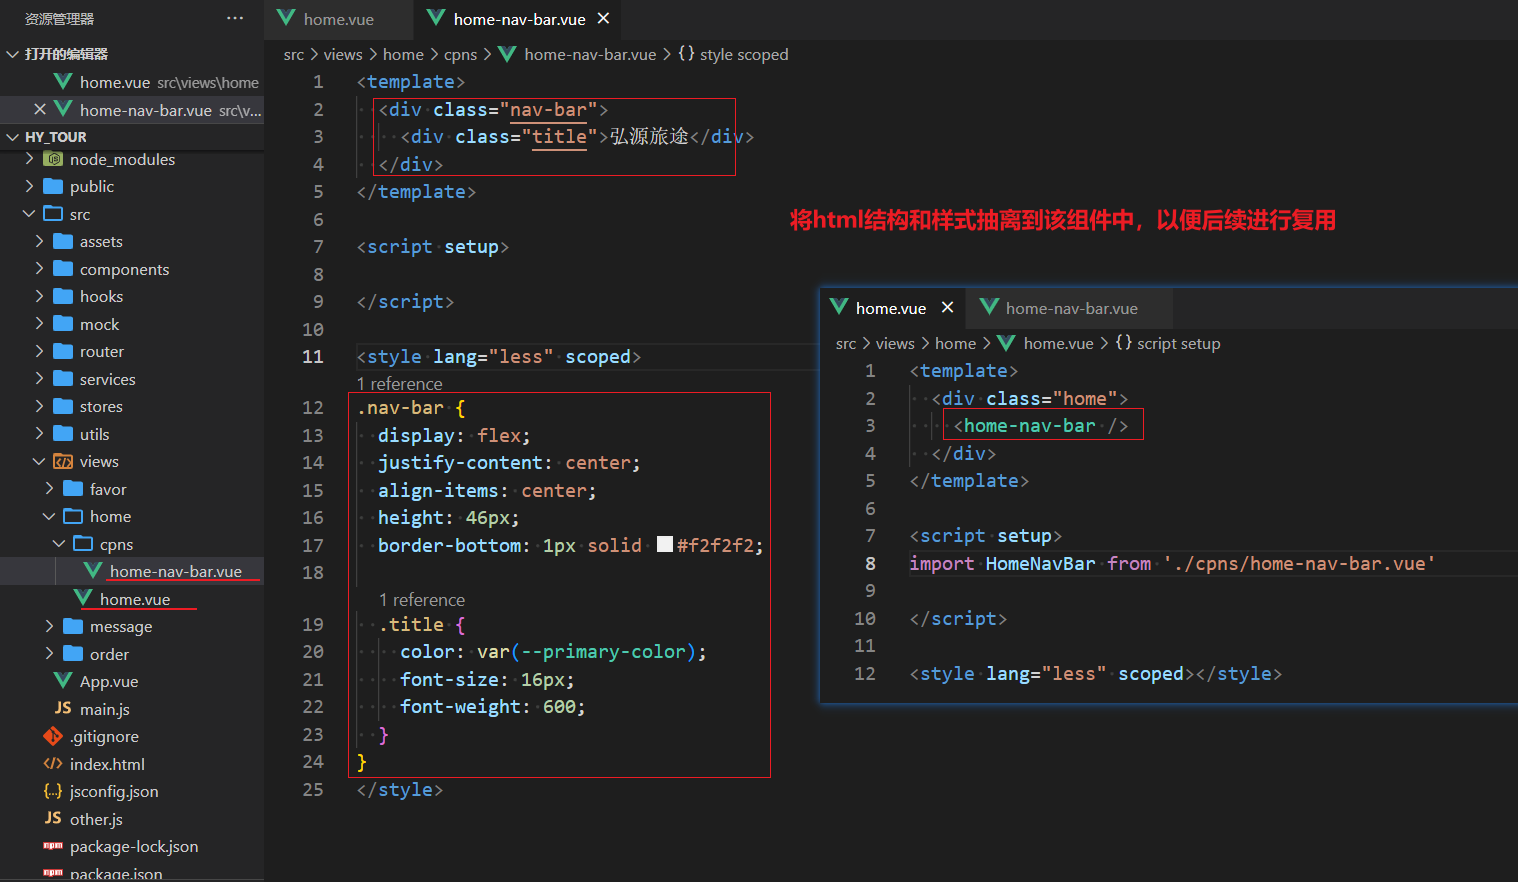 资源管理器
···
打开的编辑器
home.vue src\views\home
home-nav-bar.vue src\v...
HY_TOUR
node_modules
public
src
assets
components
hooks
mock
router
services
stores
utils
views
favor
home
cpns
home-nav-bar.vue
home.vue
message
order
App.vue
JS main.js
.gitignore
index.html
{..} jsconfig.json
JS other.js
package-lock.json
package.json
home.vue
home-nav-bar.vue ×
src > views > home > cpns > home-nav-bar.vue > {} style scoped
1 <template>
2 <div class="nav-bar">
3 <div class="title">弘源旅途</div>
4 </div>
5 </template>
6
7 <script setup>
8
9 </script>
10
11 <style lang="less" scoped>
1 reference
12 .nav-bar {
13 display: flex;
14 justify-content: center;
15 align-items: center;
16 height: 46px;
17 border-bottom: 1px solid #f2f2f2;
18
1 reference
19 .title {
20 color: var(--primary-color);
21 font-size: 16px;
22 font-weight: 600;
23 }
24 }
25 </style>
将html结构和样式抽离到该组件中，以便后续进行复用
home.vue ×
home-nav-bar.vue
src > views > home > home.vue > {} script setup
1 <template>
2 <div class="home">
3 <home-nav-bar />
4 </div>
5 </template>
6
7 <script setup>
8 import HomeNavBar from './cpns/home-nav-bar.vue'
9
10 </script>
11
12 <style lang="less" scoped></style>